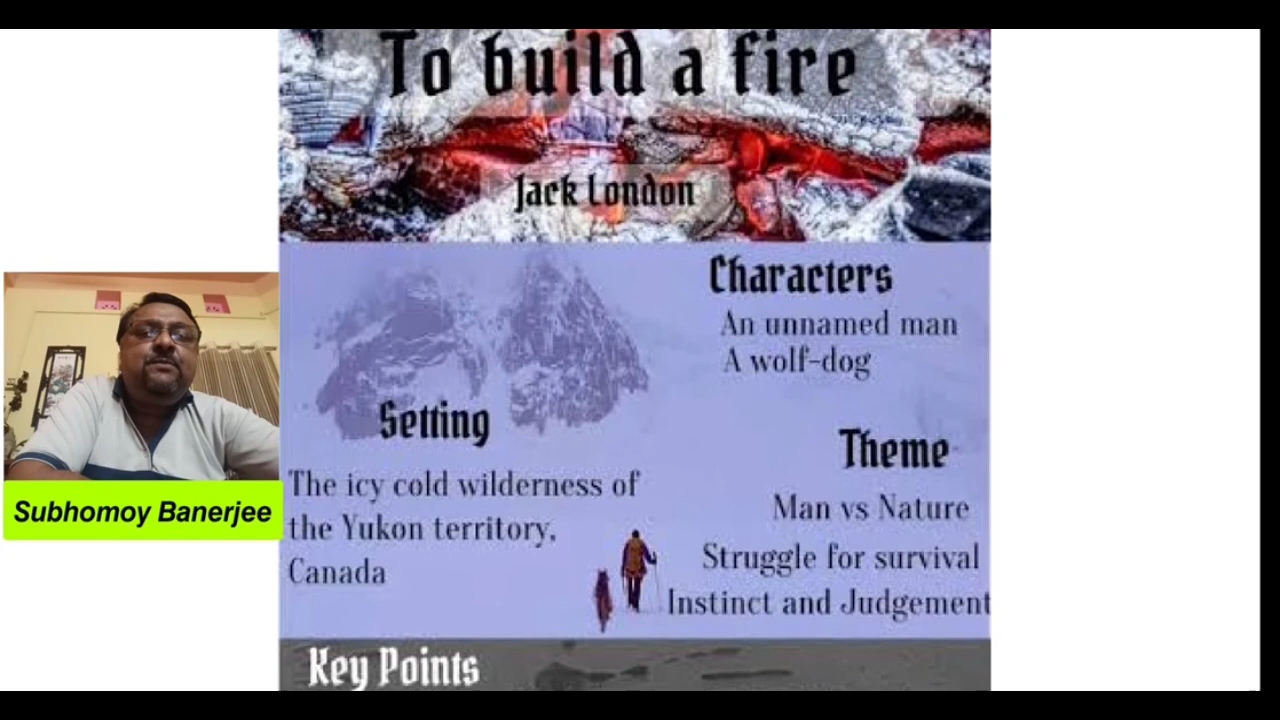 To build a fire
Jack London
Characters
An unnamed man
A wolf-dog
Setting
The icy cold wilderness of
the Yukon territory,
Canada
Theme
Man vs Nature
Struggle for survival
Instinct and Judgement
Subhomoy Banerjee
Key Points